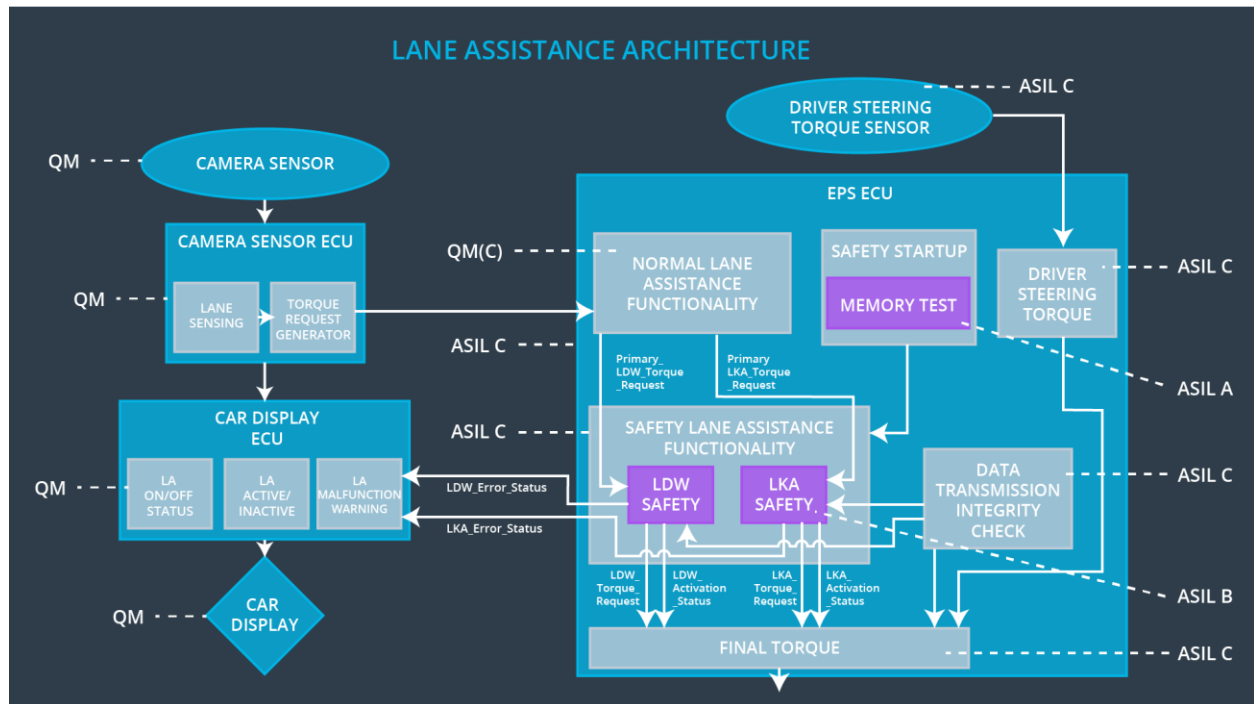 LANE ASSISTANCE ARCHITECTURE
ASIL C
DRIVER STEERING
TORQUE SENSOR
QM
CAMERA SENSOR
EPS ECU
CAMERA SENSOR ECU
QM
LANE
SENSING
TORQUE
REQUEST
GENERATOR
QM(C)
NORMAL LANE
ASSISTANCE
FUNCTIONALITY
SAFETY STARTUP
MEMORY TEST
DRIVER
STEERING
TORQUE
ASIL C
ASIL C
Primary_
LDW_Torque
_Request
Primary
LKA_Torque
_Request
ASIL A
CAR DISPLAY
ECU
QM
LA
ON/OFF
STATUS
LA
ACTIVE/
INACTIVE
LA
MALFUNCTION
WARNING
ASIL C
SAFETY LANE ASSISTANCE
FUNCTIONALITY
LDW
SAFETY
LKA
SAFETY
DATA
TRANSMISSION
INTEGRITY
CHECK
ASIL C
LDW_Error_Status
LKA_Error_Status
LDW_
Torque_
Request
LDW_
Activation
_Status
LKA_
Torque_
Request
LKA_
Activation
_Status
ASIL B
QM
CAR
DISPLAY
FINAL TORQUE
ASIL C